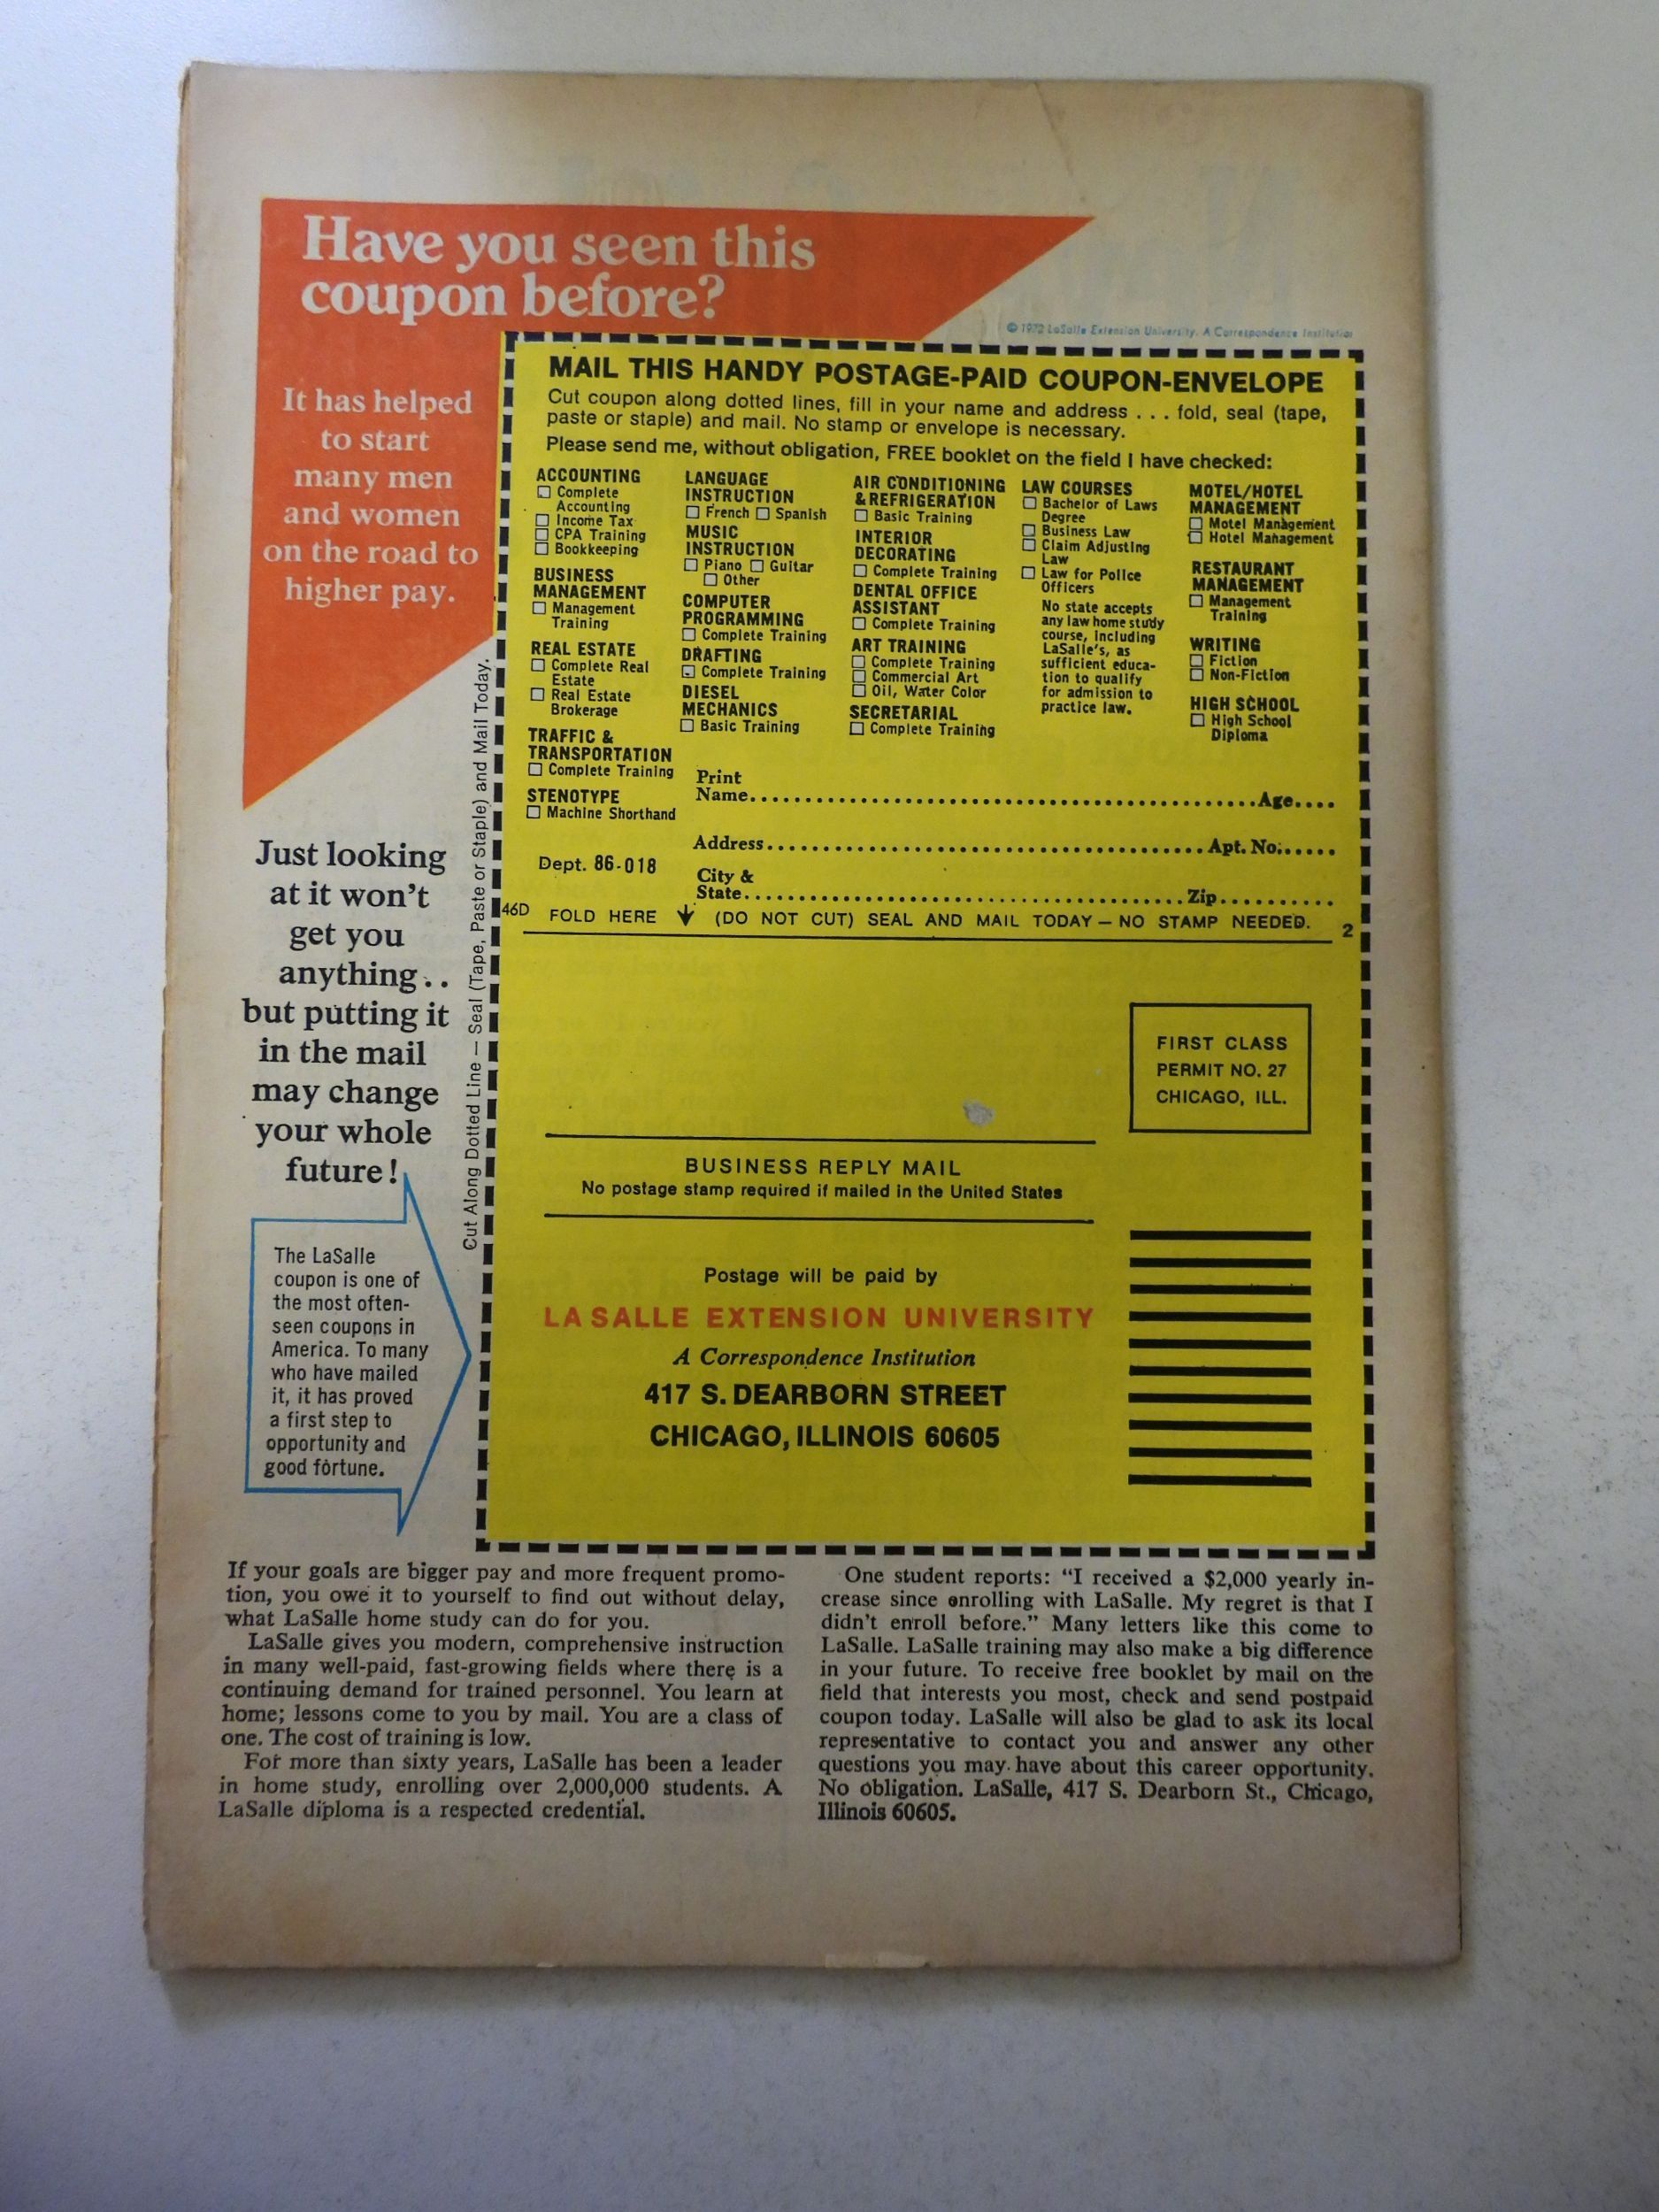 Have you seen this
coupon before?
© 1972 LaSalle Extension University. A Correspondence Institution
It has helped
to start
many men
and women
on the road to
higher pay.
Just looking
at it won't
get you
anything . .
but putting it
in the mail
may change
your whole
future!
The LaSalle
coupon is one of
the most often-
seen coupons in
America. To many
who have mailed
it, it has proved
a first step to
opportunity and
good fortune.
Cut Along Dotted Line — Seal (Tape, Paste or Staple) and Mail Today.
MAIL THIS HANDY POSTAGE-PAID COUPON-ENVELOPE
Cut coupon along dotted lines, fill in your name and address . . . fold, seal (tape,
paste or staple) and mail. No stamp or envelope is necessary.
Please send me, without obligation, FREE booklet on the field I have checked:
ACCOUNTING
☐ Complete
Accounting
☐ Income Tax
☐ CPA Training
☐ Bookkeeping
BUSINESS
MANAGEMENT
☐ Management
Training
REAL ESTATE
☐ Complete Real
Estate
☐ Real Estate
Brokerage
TRAFFIC &
TRANSPORTATION
☐ Complete Training
STENOTYPE
☐ Machine Shorthand
LANGUAGE
INSTRUCTION
☐ French ☐ Spanish
MUSIC
INSTRUCTION
☐ Piano ☐ Guitar
☐ Other
COMPUTER
PROGRAMMING
☐ Complete Training
DRAFTING
☐ Complete Training
DIESEL
MECHANICS
☐ Basic Training
AIR CONDITIONING
& REFRIGERATION
☐ Basic Training
INTERIOR
DECORATING
☐ Complete Training
DENTAL OFFICE
ASSISTANT
☐ Complete Training
ART TRAINING
☐ Complete Training
☐ Commercial Art
☐ Oil, Water Color
SECRETARIAL
☐ Complete Training
LAW COURSES
☐ Bachelor of Laws
Degree
☐ Business Law
☐ Claim Adjusting
Law
☐ Law for Police
Officers
No state accepts
any law home study
course, including
LaSalle's, as
sufficient educa-
tion to qualify
for admission to
practice law.
MOTEL/HOTEL
MANAGEMENT
☐ Motel Management
☐ Hotel Management
RESTAURANT
MANAGEMENT
☐ Management
Training
WRITING
☐ Fiction
☐ Non-Fiction
HIGH SCHOOL
☐ High School
Diploma
Print
Name.......... Age....
Address.......... Apt. No......
Dept. 86-018
City &
State.......... Zip..........
46D FOLD HERE ↓ (DO NOT CUT) SEAL AND MAIL TODAY — NO STAMP NEEDED. 2
FIRST CLASS
PERMIT NO. 27
CHICAGO, ILL.
BUSINESS REPLY MAIL
No postage stamp required if mailed in the United States
Postage will be paid by
LA SALLE EXTENSION UNIVERSITY
A Correspondence Institution
417 S. DEARBORN STREET
CHICAGO, ILLINOIS 60605
If your goals are bigger pay and more frequent promo-
tion, you owe it to yourself to find out without delay,
what LaSalle home study can do for you.
LaSalle gives you modern, comprehensive instruction
in many well-paid, fast-growing fields where there is a
continuing demand for trained personnel. You learn at
home; lessons come to you by mail. You are a class of
one. The cost of training is low.
For more than sixty years, LaSalle has been a leader
in home study, enrolling over 2,000,000 students. A
LaSalle diploma is a respected credential.
One student reports: "I received a $2,000 yearly in-
crease since enrolling with LaSalle. My regret is that I
didn't enroll before." Many letters like this come to
LaSalle. LaSalle training may also make a big difference
in your future. To receive free booklet by mail on the
field that interests you most, check and send postpaid
coupon today. LaSalle will also be glad to ask its local
representative to contact you and answer any other
questions you may have about this career opportunity.
No obligation. LaSalle, 417 S. Dearborn St., Chicago,
Illinois 60605.